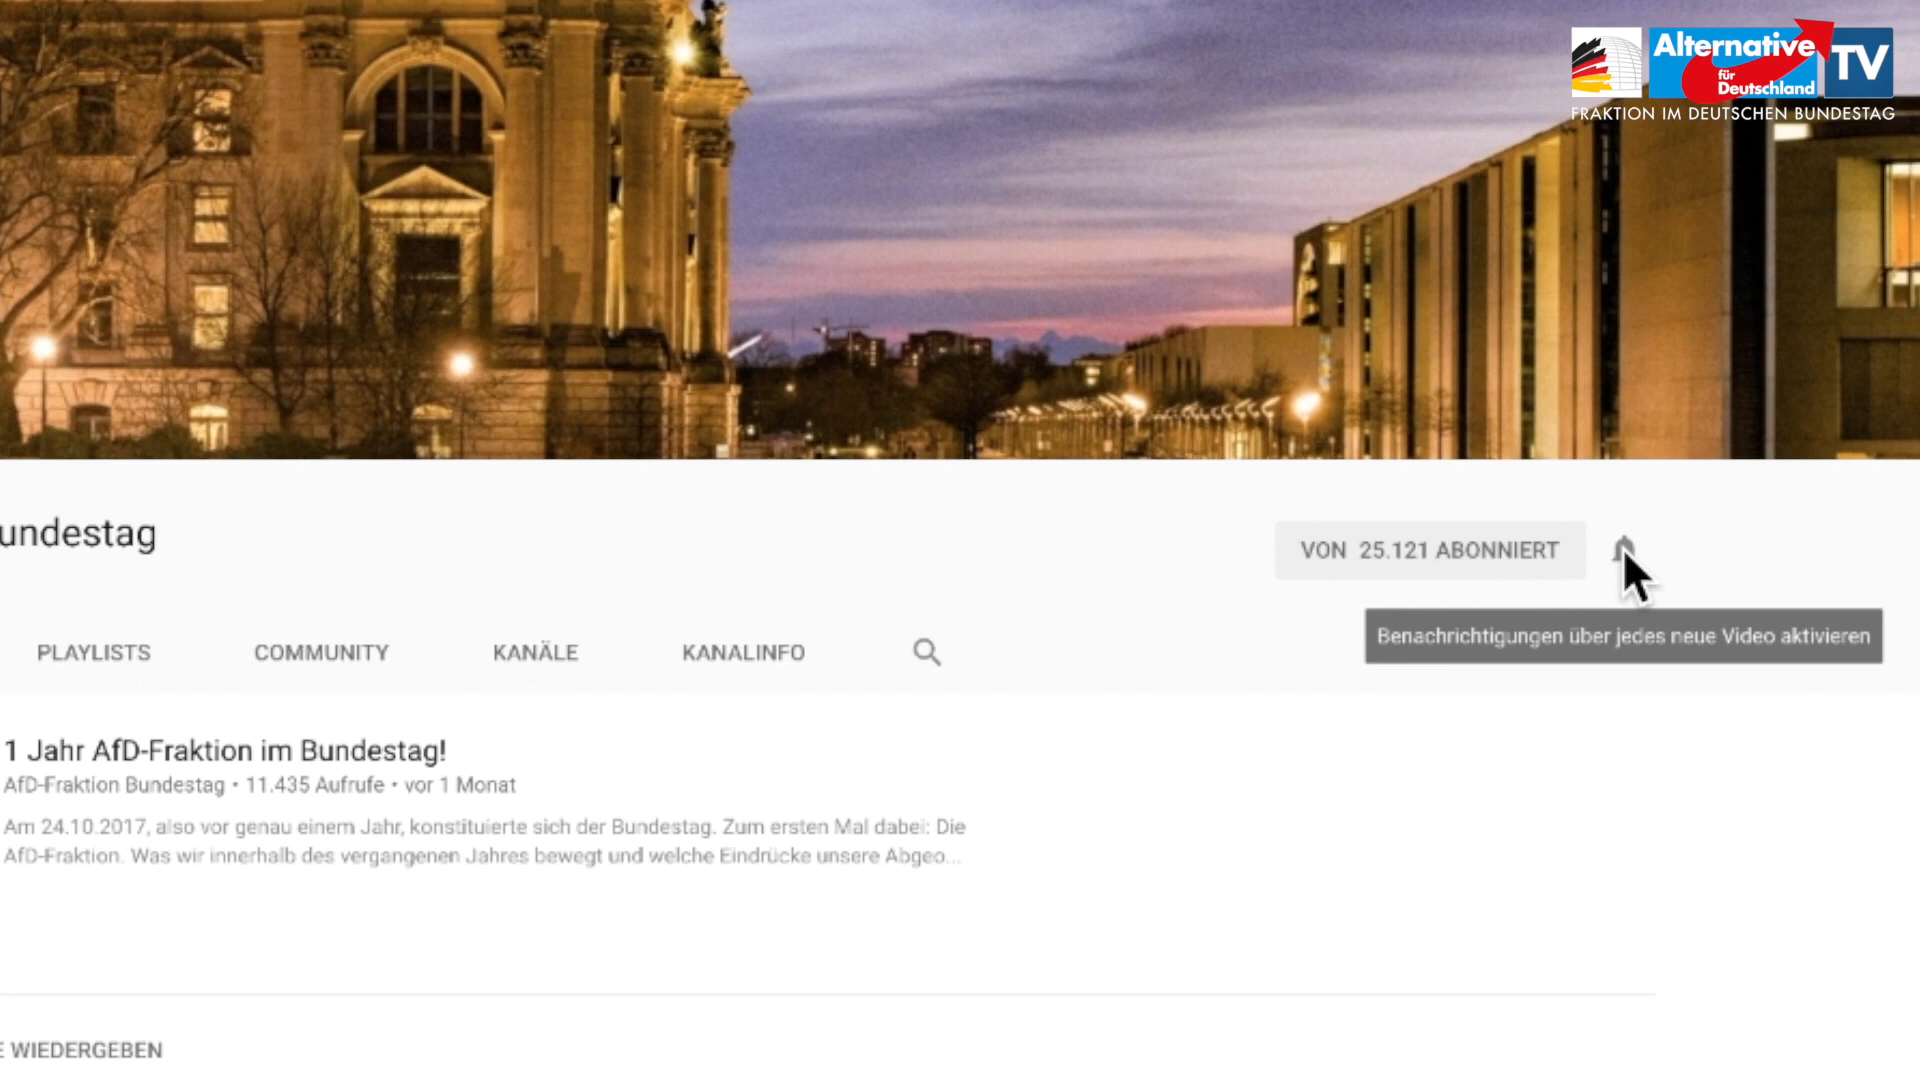 Alternative
für
Deutschland
TV
FRAKTION IM DEUTSCHEN BUNDESTAG
undestag
VON 25.121 ABONNIERT
Benachrichtigungen über jedes neue Video aktivieren
PLAYLISTS COMMUNITY KANÄLE KANALINFO
1 Jahr AfD-Fraktion im Bundestag!
AfD-Fraktion Bundestag • 11.435 Aufrufe • vor 1 Monat
Am 24.10.2017, also vor genau einem Jahr, konstituierte sich der Bundestag. Zum ersten Mal dabei: Die
AfD-Fraktion. Was wir innerhalb des vergangenen Jahres bewegt und welche Eindrücke unsere Abgeo...
E WIEDERGEBEN